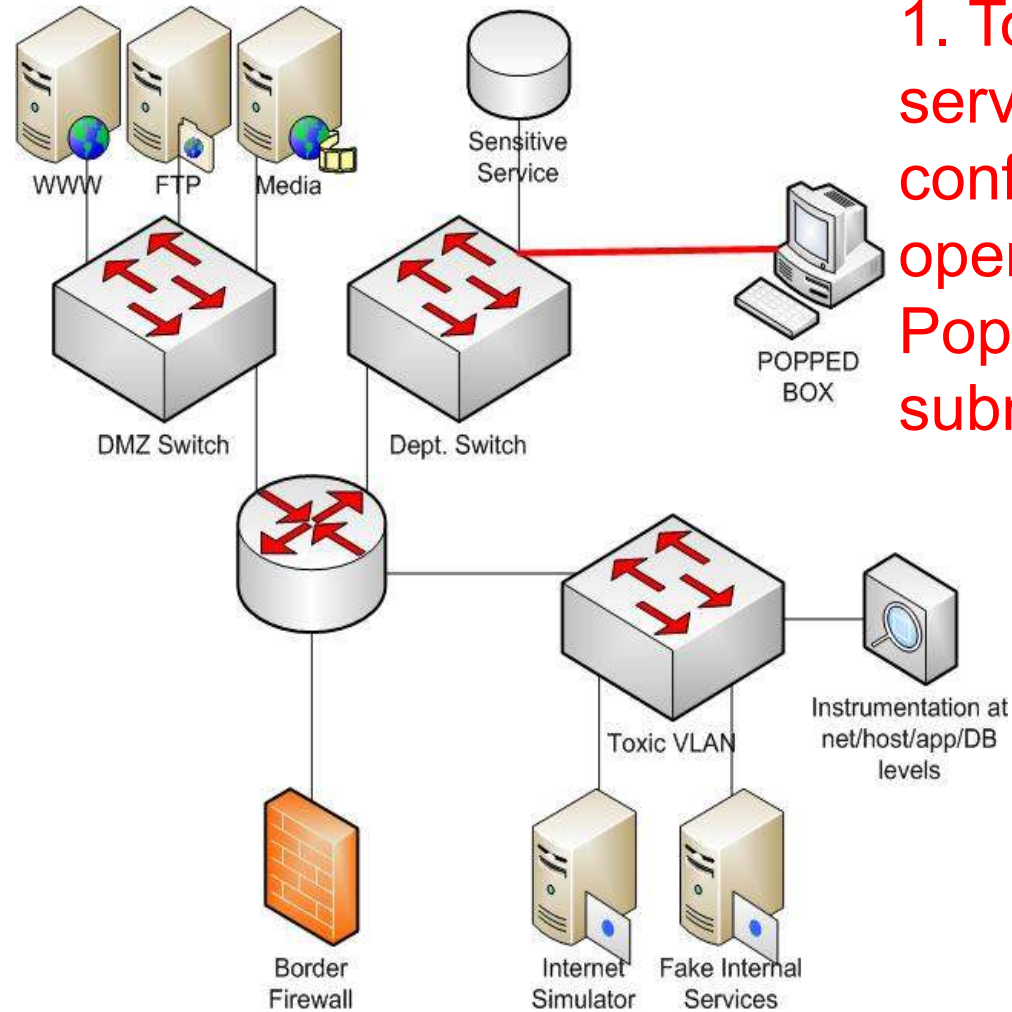 1. To
serv
conf
oper
Pop
subn
WWW
FTP
Media
Sensitive
Service
POPPED
BOX
DMZ Switch
Dept. Switch
Toxic VLAN
Instrumentation at
net/host/app/DB
levels
Border
Firewall
Internet
Simulator
Fake Internal
Services